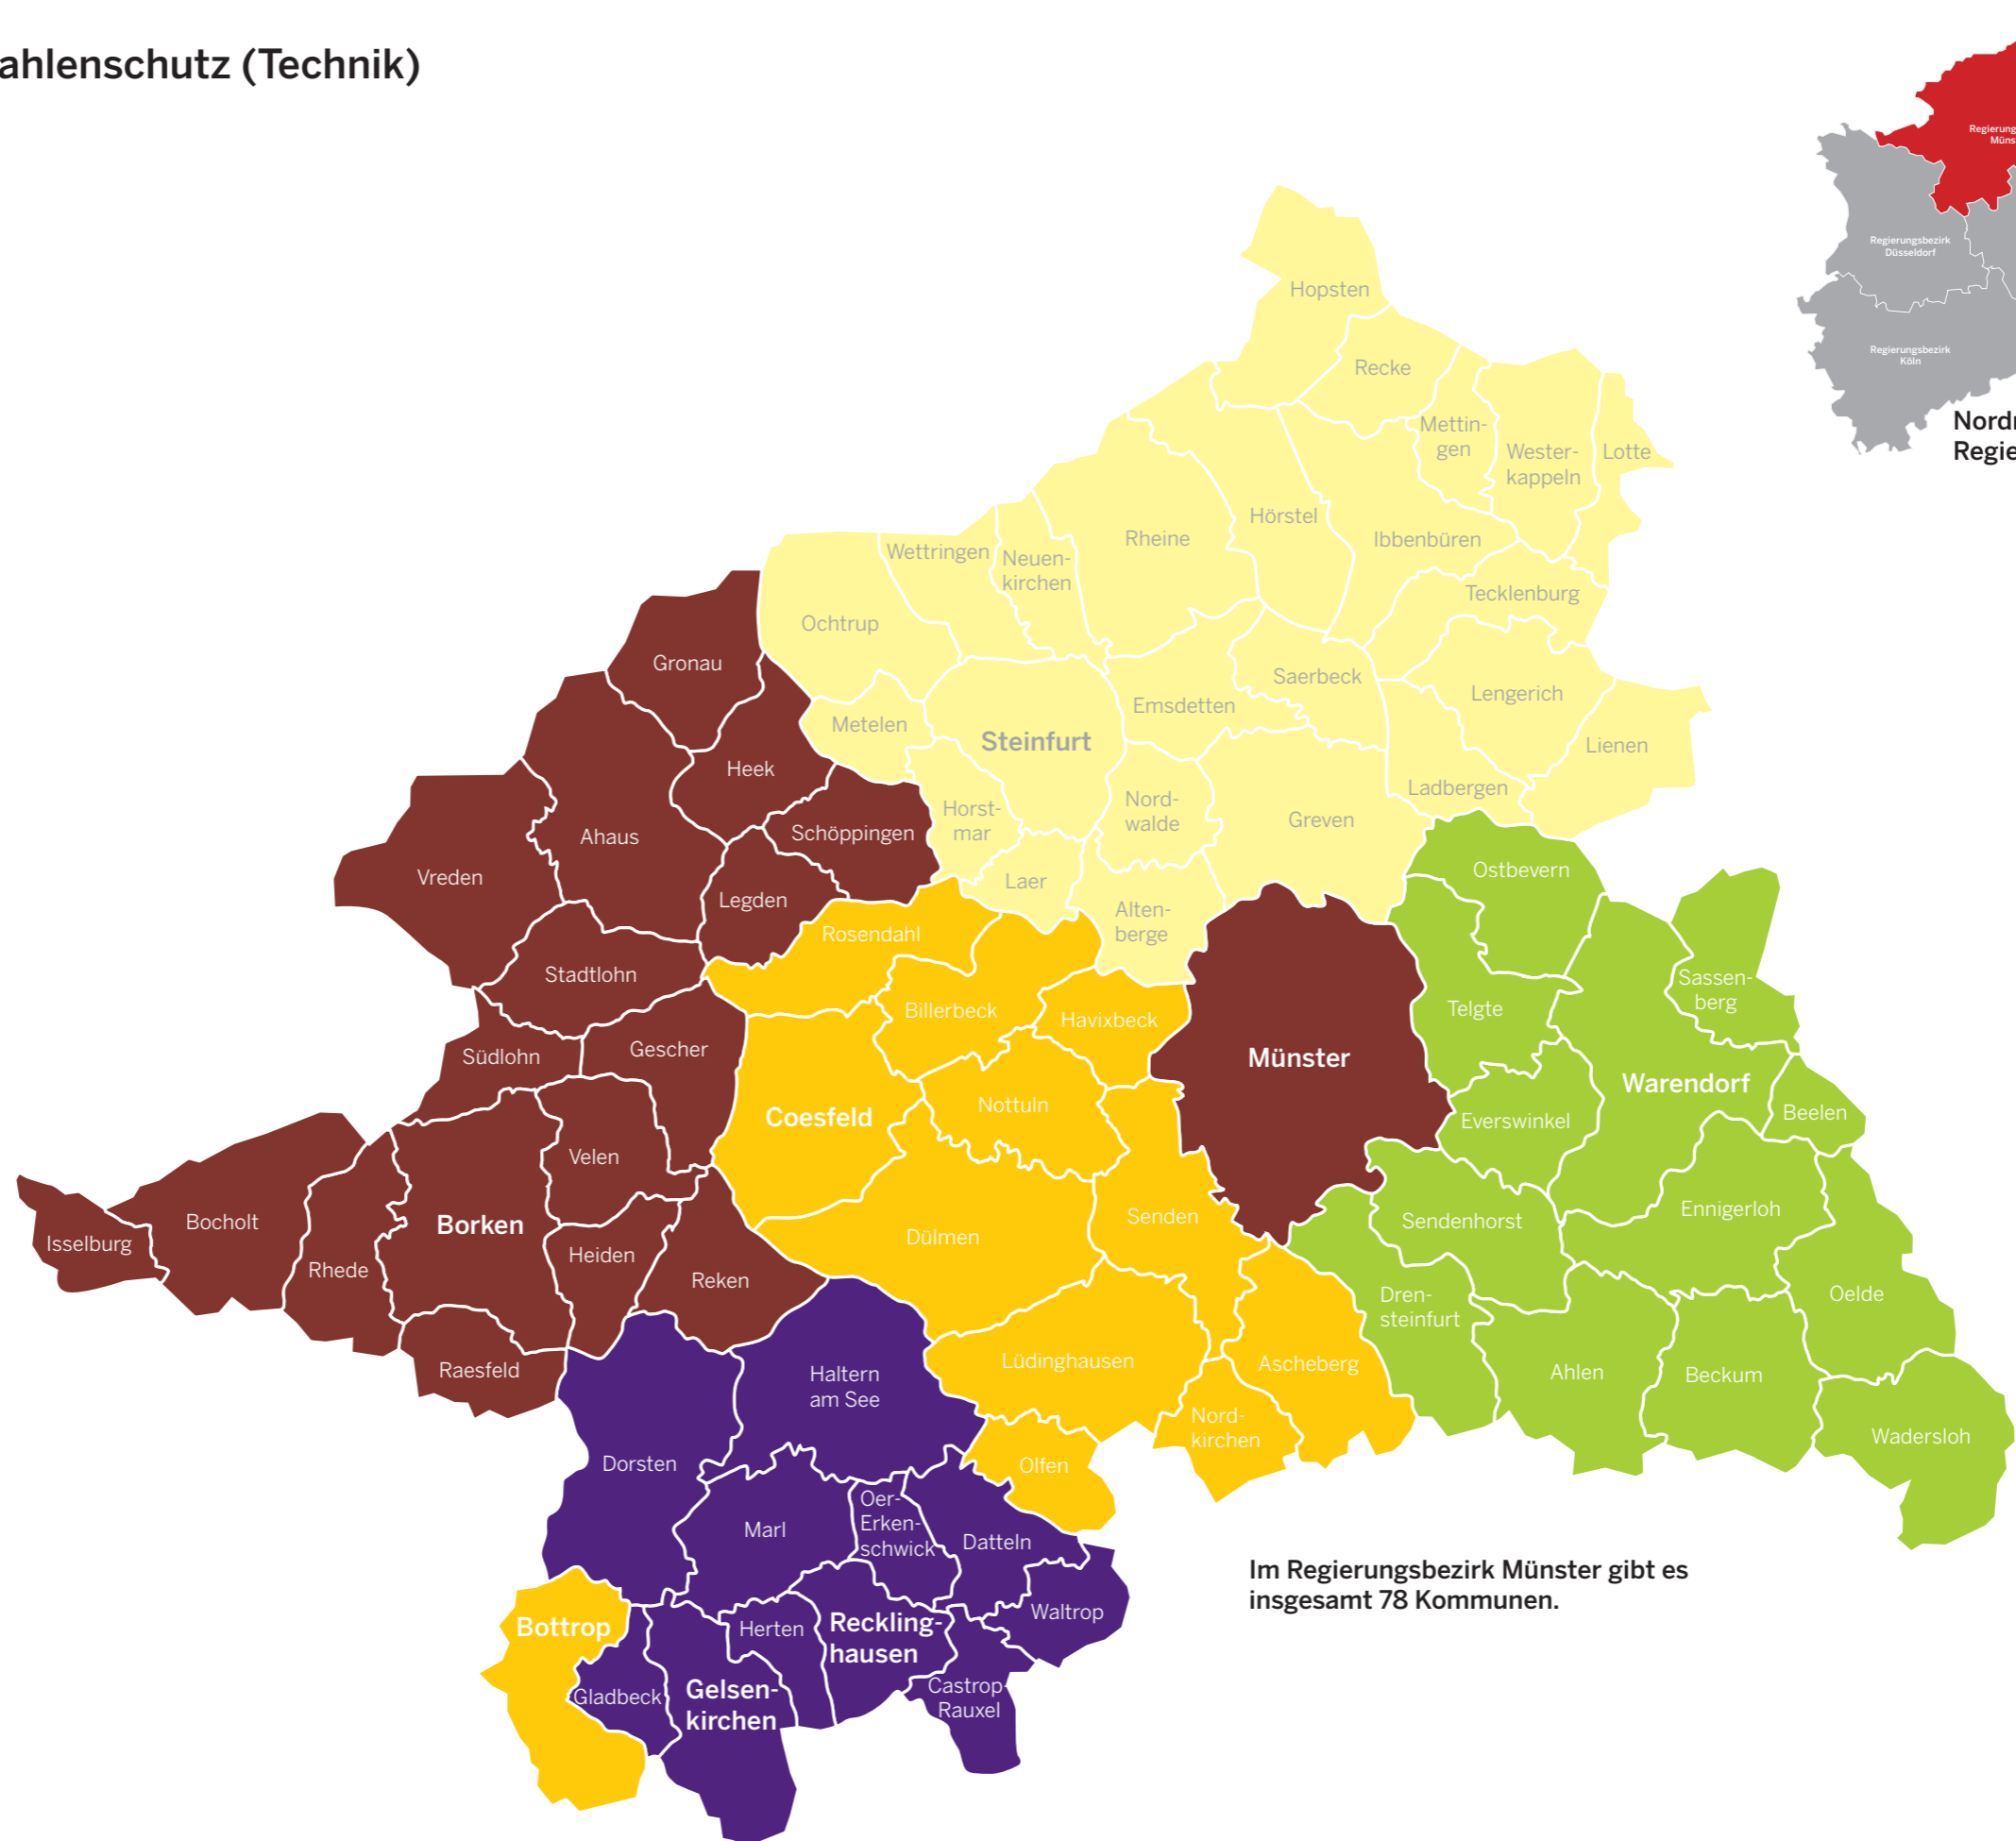 ahlenschutz (Technik)
Regierung
Müns
Regierungsbezirk
Düsseldorf
Regierungsbezirk
Köln
Nord
Regie
Hopsten
Recke
Mettin-
gen
Wester-
kappeln
Lotte
Hörstel
Rheine
Ibbenbüren
Wettringen
Neuen-
kirchen
Tecklenburg
Ochtrup
Gronau
Saerbeck
Lengerich
Emsdetten
Metelen
Steinfurt
Lienen
Heek
Ladbergen
Horst-
mar
Nord-
walde
Greven
Schöppingen
Ahaus
Vreden
Legden
Laer
Ostbevern
Alten-
berge
Rosendahl
Stadtlohn
Sassen-
berg
Billerbeck
Havixbeck
Telgte
Südlohn
Gescher
Münster
Warendorf
Nottuln
Coesfeld
Everswinkel
Beelen
Velen
Bocholt
Isselburg
Borken
Senden
Sendenhorst
Ennigerloh
Rhede
Heiden
Reken
Dülmen
Dren-
steinfurt
Oelde
Raesfeld
Haltern
am See
Lüdinghausen
Ascheberg
Ahlen
Beckum
Nord-
kirchen
Wadersloh
Dorsten
Olfen
Marl
Oer-
Erken-
schwick
Datteln
Im Regierungsbezirk Münster gibt es
insgesamt 78 Kommunen.
Bottrop
Herten
Reckling-
hausen
Waltrop
Gladbeck
Gelsen-
kirchen
Castrop-
Rauxel